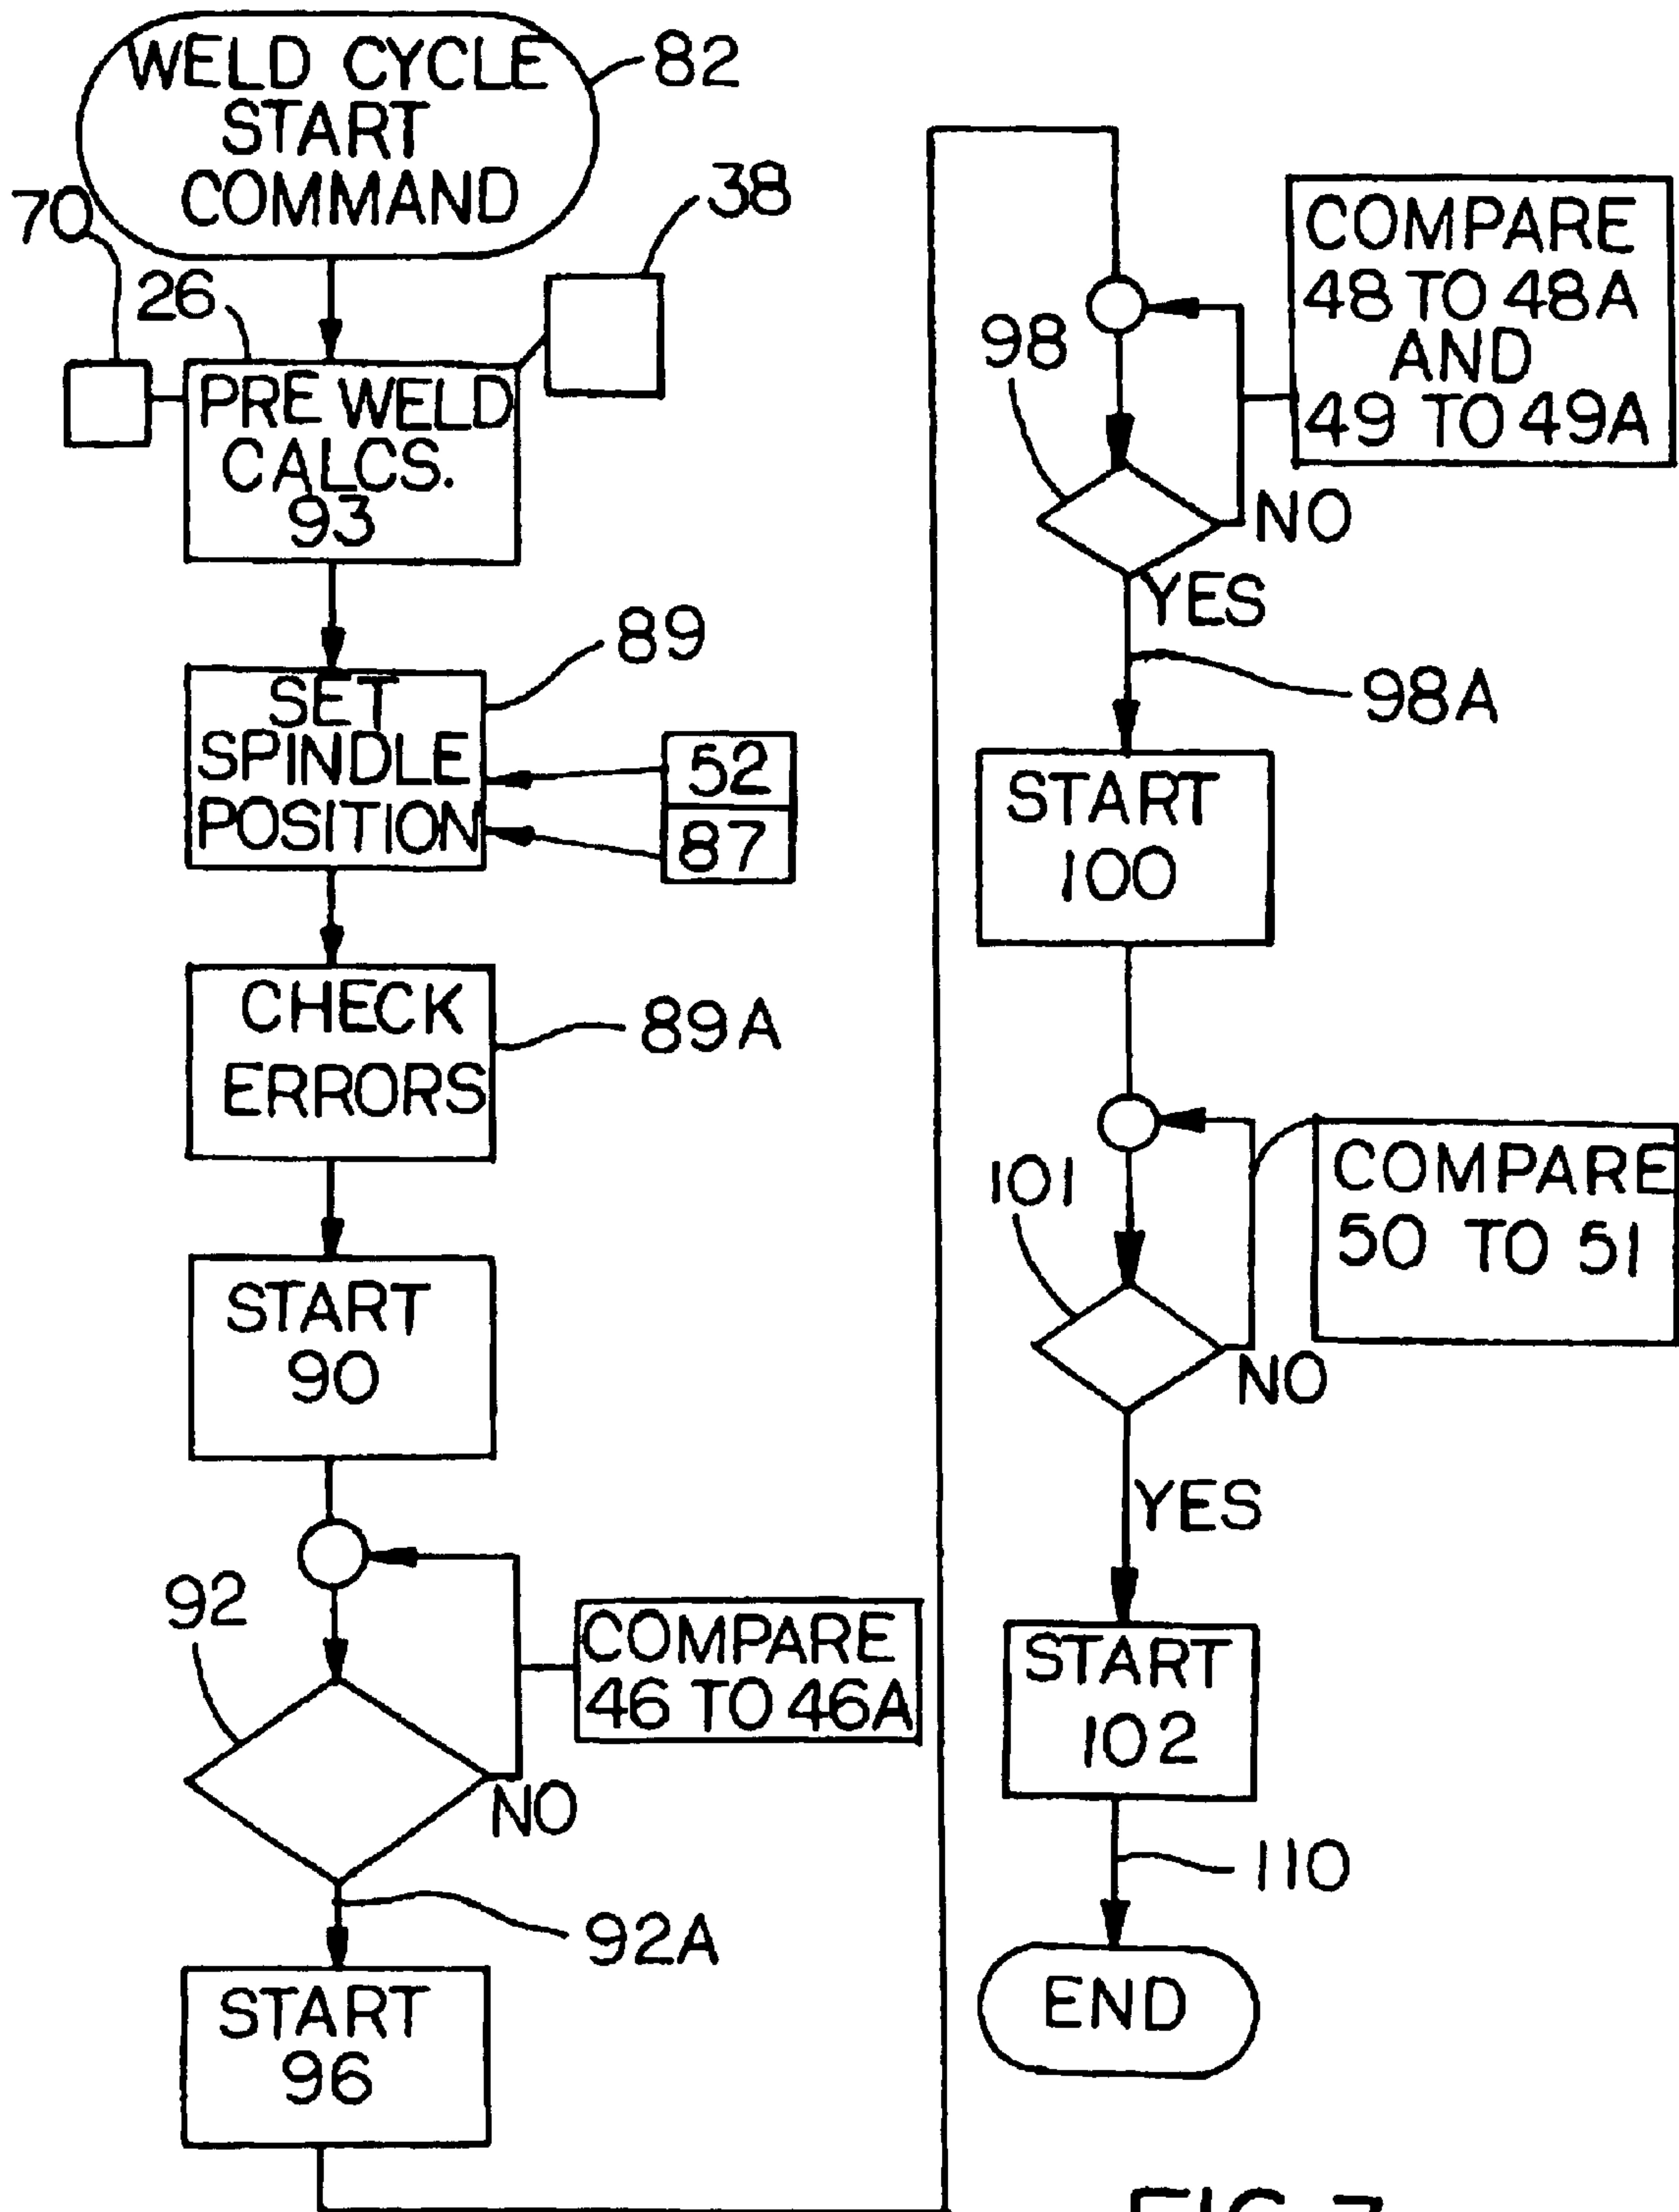 WELD CYCLE
START
COMMAND
82
70
38
26
PRE WELD
CALCS.
93
89
SET
SPINDLE
POSITION
52
87
CHECK
ERRORS
89A
START
90
92
COMPARE
46 TO 46A
NO
92A
START
96
COMPARE
48 TO 48A
AND
49 TO 49A
98
NO
YES
98A
START
100
101
COMPARE
50 TO 51
NO
YES
START
102
110
END